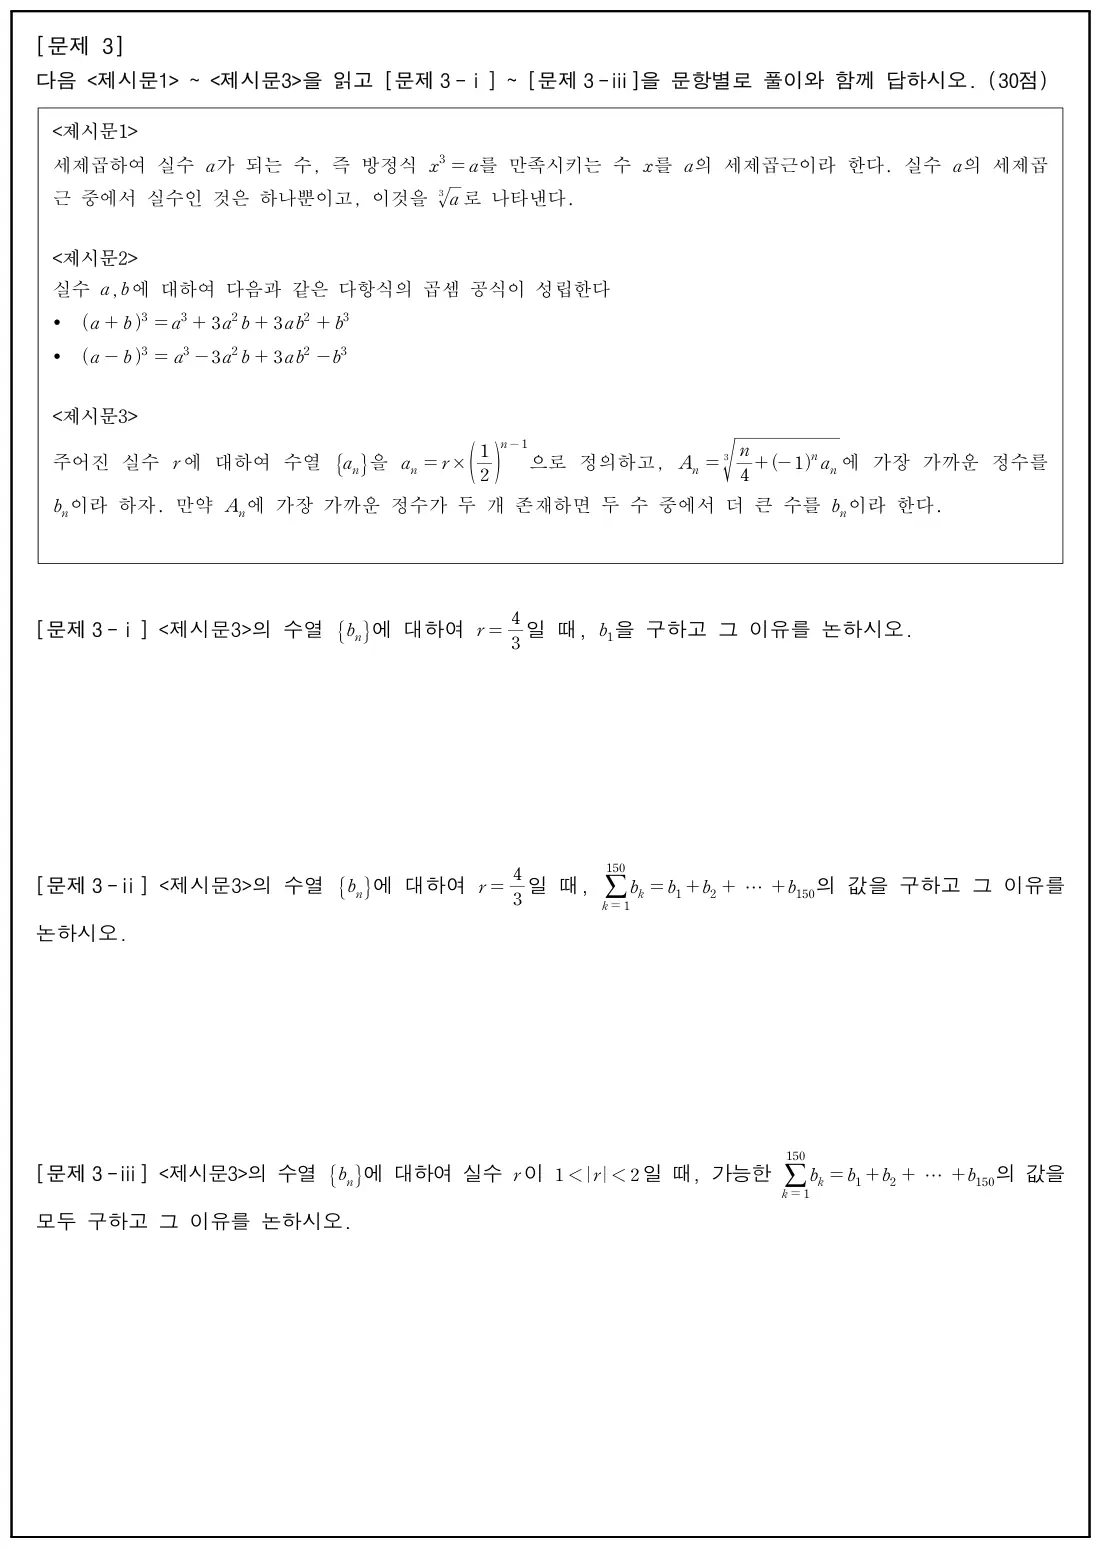 [문제 3]
다음 <제시문1> ~ <제시문3>을 읽고 [문제 3-ⅰ] ~ [문제 3-ⅲ]을 문항별로 풀이와 함께 답하시오. (30점)
<제시문1>
세제곱하여 실수 a가 되는 수, 즉 방정식 x³=a를 만족시키는 수 x를 a의 세제곱근이라 한다. 실수 a의 세제곱
근 중에서 실수인 것은 하나뿐이고, 이것을 ∛a로 나타낸다.
<제시문2>
실수 a,b에 대하여 다음과 같은 다항식의 곱셈 공식이 성립한다
• (a+b)³=a³+3a²b+3ab²+b³
• (a-b)³=a³-3a²b+3ab²-b³
<제시문3>
주어진 실수 r에 대하여 수열 {aₙ}을 aₙ=r×(1/2)ⁿ⁻¹으로 정의하고, Aₙ=∛(n/4+(-1)ⁿaₙ)에 가장 가까운 정수를
bₙ이라 하자. 만약 Aₙ에 가장 가까운 정수가 두 개 존재하면 두 수 중에서 더 큰 수를 bₙ이라 한다.
[문제 3-ⅰ] <제시문3>의 수열 {bₙ}에 대하여 r=4/3일 때, b₁을 구하고 그 이유를 논하시오.
[문제 3-ⅱ] <제시문3>의 수열 {bₙ}에 대하여 r=4/3일 때, ∑_{k=1}^{150} bₖ=b₁+b₂+ ⋯ +b₁₅₀의 값을 구하고 그 이유를
논하시오.
[문제 3-ⅲ] <제시문3>의 수열 {bₙ}에 대하여 실수 r이 1<|r|<2일 때, 가능한 ∑_{k=1}^{150} bₖ=b₁+b₂+ ⋯ +b₁₅₀의 값을
모두 구하고 그 이유를 논하시오.